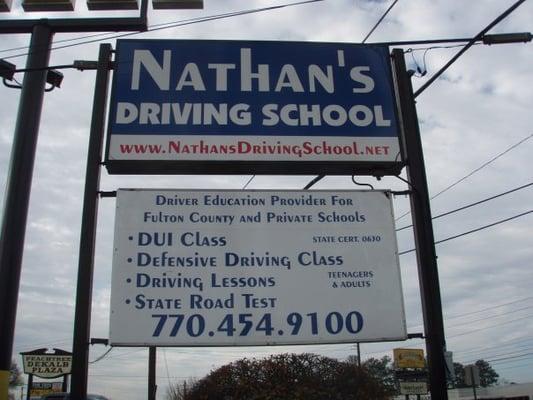 NATHAN'S
DRIVING SCHOOL
WWW.NATHANSDRIVINGSCHOOL.NET
DRIVER EDUCATION PROVIDER FOR
FULTON COUNTY AND PRIVATE SCHOOLS
• DUI CLASS STATE CERT. 0630
• DEFENSIVE DRIVING CLASS
• DRIVING LESSONS TEENAGERS & ADULTS
• STATE ROAD TEST
770.454.9100
PEACHTREE
DEKALB
PLAZA